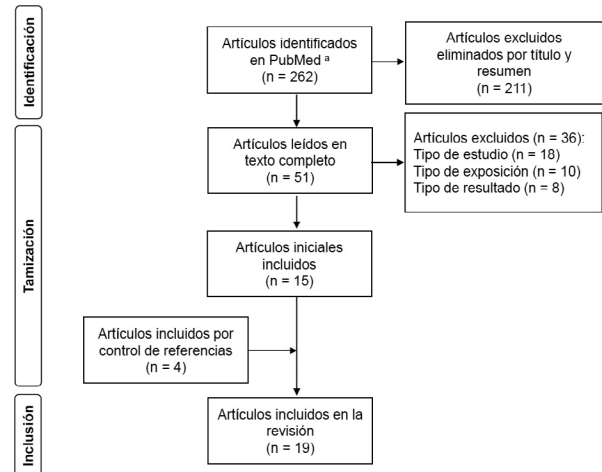 Identificación
Artículos identificados
en PubMed ª
(n = 262)
Artículos excluidos
eliminados por título y
resumen
(n = 211)
Tamización
Artículos leídos en
texto completo
(n = 51)
Artículos excluidos (n = 36):
Tipo de estudio (n = 18)
Tipo de exposición (n = 10)
Tipo de resultado (n = 8)
Artículos iniciales
incluidos
(n = 15)
Artículos incluidos por
control de referencias
(n = 4)
Inclusión
Artículos incluidos en la
revisión
(n = 19)